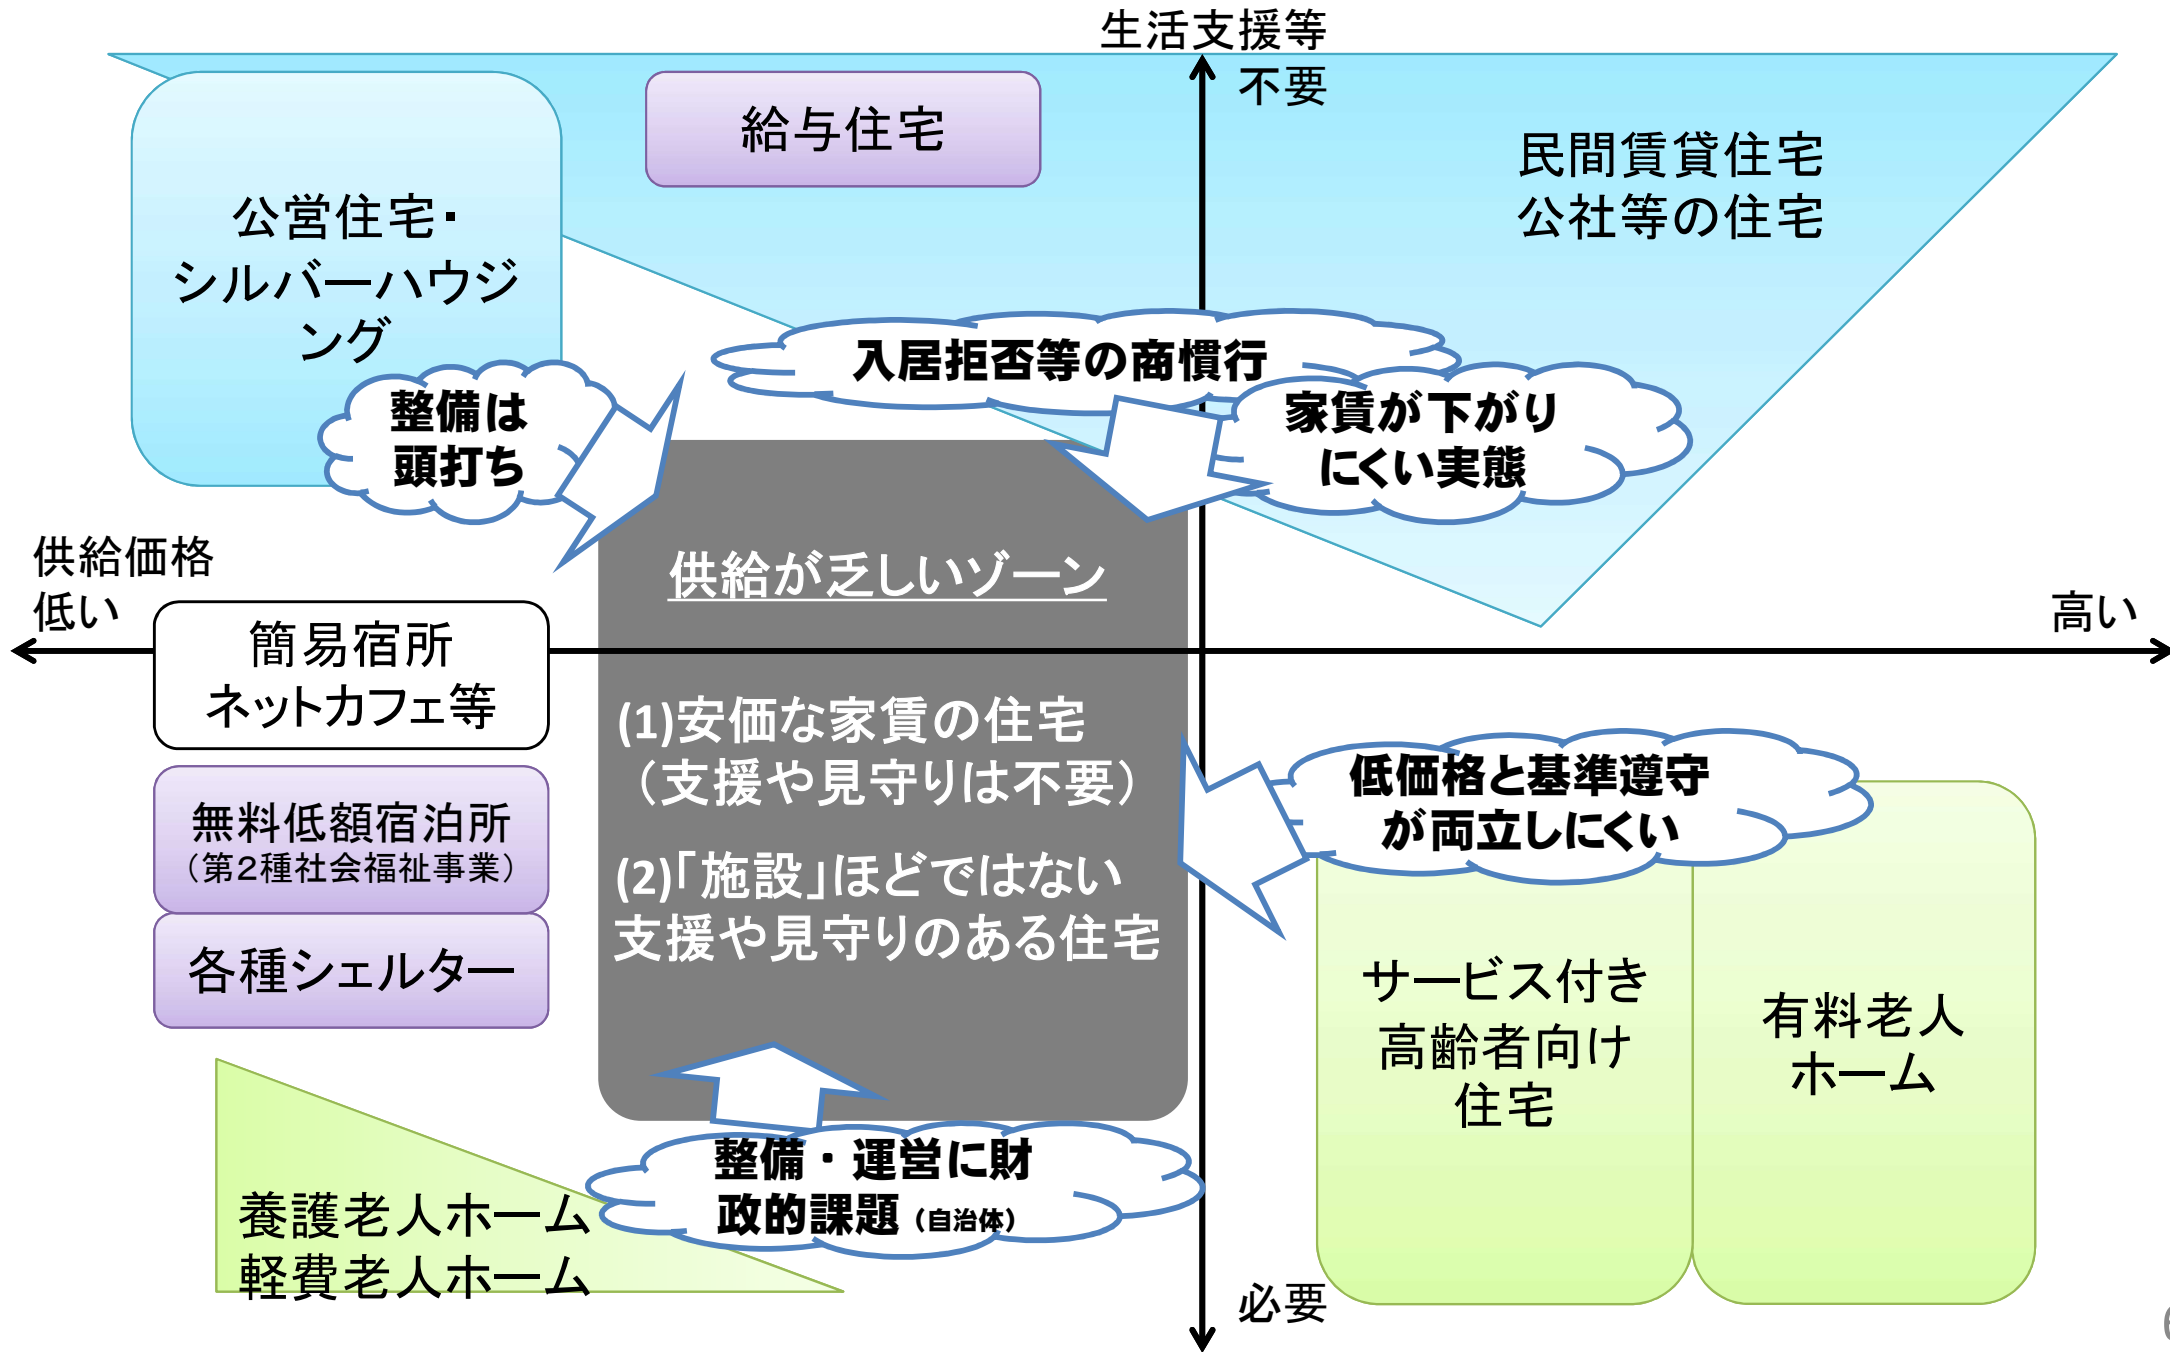 生活支援等
不要
給与住宅
民間賃貸住宅
公社等の住宅
公営住宅・
シルバーハウジ
ング
入居拒否等の商慣行
整備は
頭打ち
家賃が下がり
にくい実態
供給価格
低い
高い
供給が乏しいゾーン
簡易宿所
ネットカフェ等
(1)安価な家賃の住宅
（支援や見守りは不要）
(2)「施設」ほどではない
支援や見守りのある住宅
低価格と基準遵守
が両立しにくい
無料低額宿泊所
（第２種社会福祉事業）
各種シェルター
サービス付き
高齢者向け
住宅
有料老人
ホーム
整備・運営に財
政的課題（自治体）
養護老人ホーム
軽費老人ホーム
必要